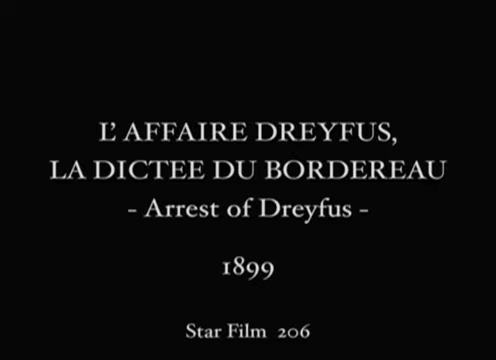 L' AFFAIRE DREYFUS,
LA DICTEE DU BORDEREAU
- Arrest of Dreyfus -
1899
Star Film 206